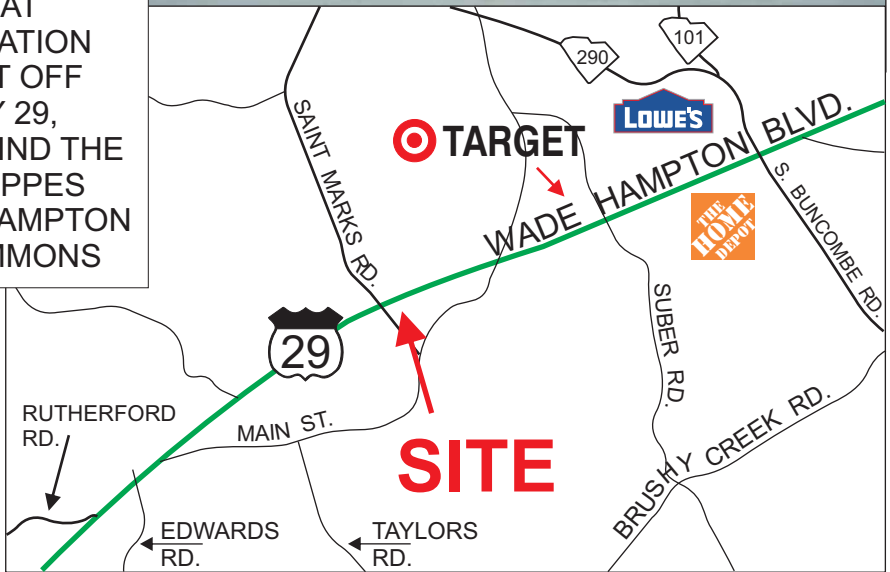 AT
ATION
T OFF
Y 29,
IND THE
PPES
AMPTON
MMONS
290
101
LOWE'S
TARGET
WADE HAMPTON BLVD.
SAINT MARKS RD.
THE
HOME
DEPOT
S. BUNCOMBE RD.
SUBER RD.
29
RUTHERFORD
RD.
MAIN ST.
SITE
BRUSHY CREEK RD.
EDWARDS
RD.
TAYLORS
RD.